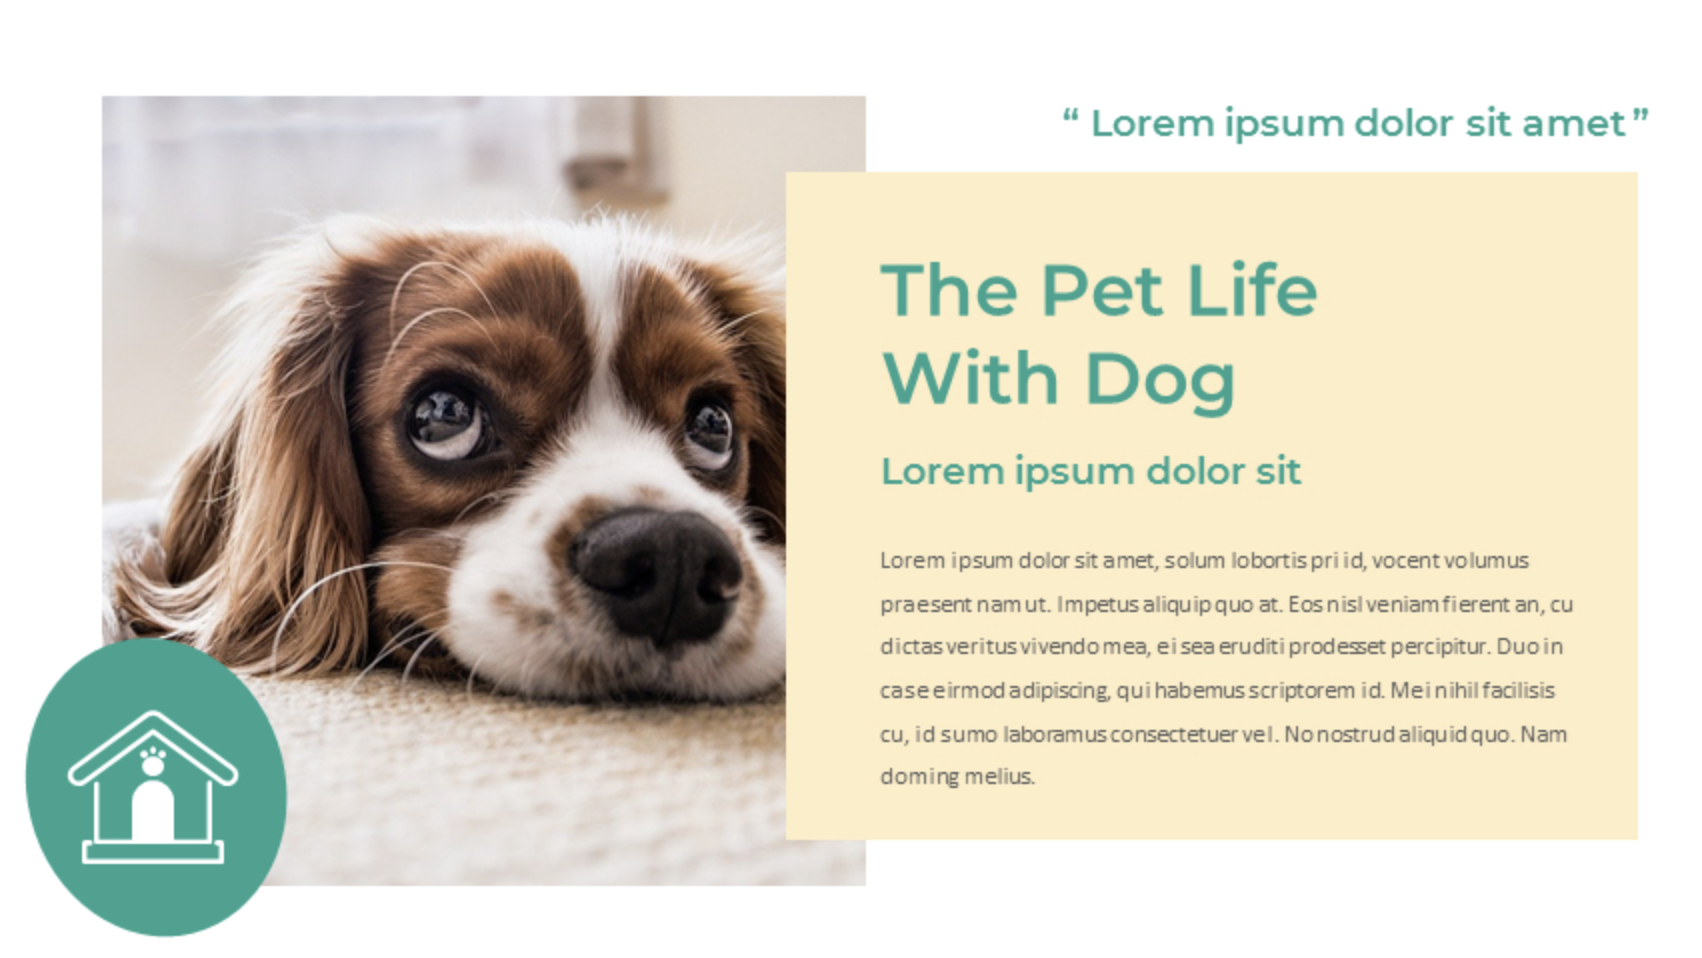 “ Lorem ipsum dolor sit amet ”
The Pet Life
With Dog
Lorem ipsum dolor sit
Lorem ipsum dolor sit amet, solum lobortis pri id, vocent volumus
praesent nam ut. Impetus aliquip quo at. Eos nisl veniam fierent an, cu
dictas veritus vivendo mea, ei sea eruditi prodesset percipitur. Duo in
case eirmod adipiscing, qui habemus scriptorem id. Mei nihil facilisis
cu, id sumo laboramus consectetuer vel. No nostrud aliquid quo. Nam
doming melius.